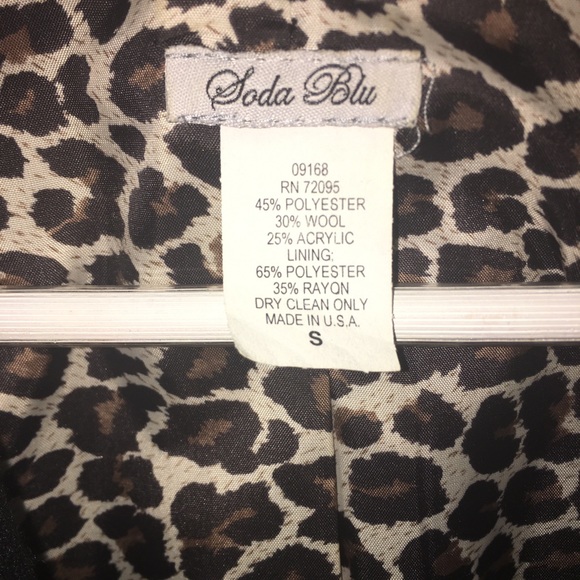 Soda Blu
09168
RN 72095
45% POLYESTER
30% WOOL
25% ACRYLIC
LINING:
65% POLYESTER
35% RAYON
DRY CLEAN ONLY
MADE IN U.S.A.
S